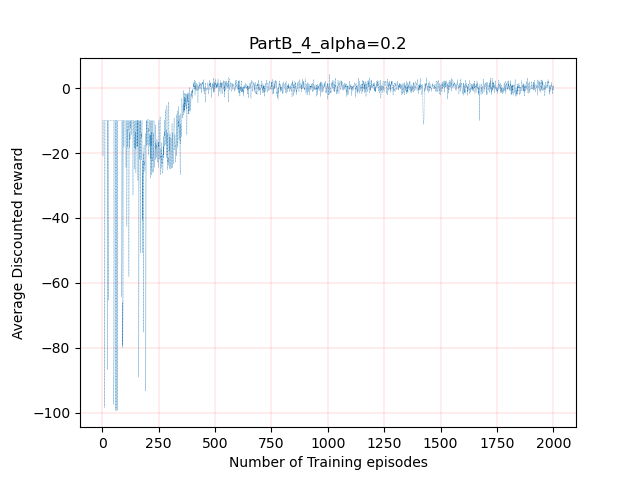 PartB_4_alpha=0.2
Average Discounted reward
0
−20
−40
−60
−80
−100
0 250 500 750 1000 1250 1500 1750 2000
Number of Training episodes